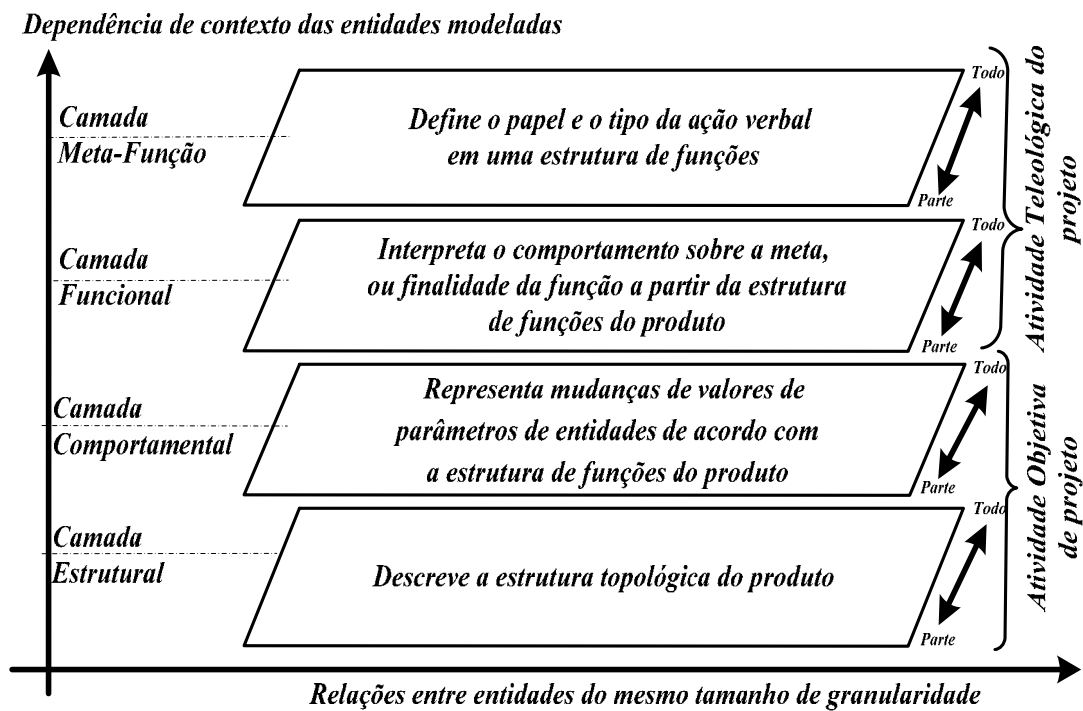 Dependência de contexto das entidades modeladas
Camada
Meta-Função
Define o papel e o tipo da ação verbal
em uma estrutura de funções
Todo
Parte
Camada
Funcional
Interpreta o comportamento sobre a meta,
ou finalidade da função a partir da estrutura
de funções do produto
Todo
Parte
Atividade Teleológica do
projeto
Camada
Comportamental
Representa mudanças de valores de
parâmetros de entidades de acordo com
a estrutura de funções do produto
Todo
Parte
Camada
Estrutural
Descreve a estrutura topológica do produto
Todo
Parte
Atividade Objetiva
de projeto
Relações entre entidades do mesmo tamanho de granularidade